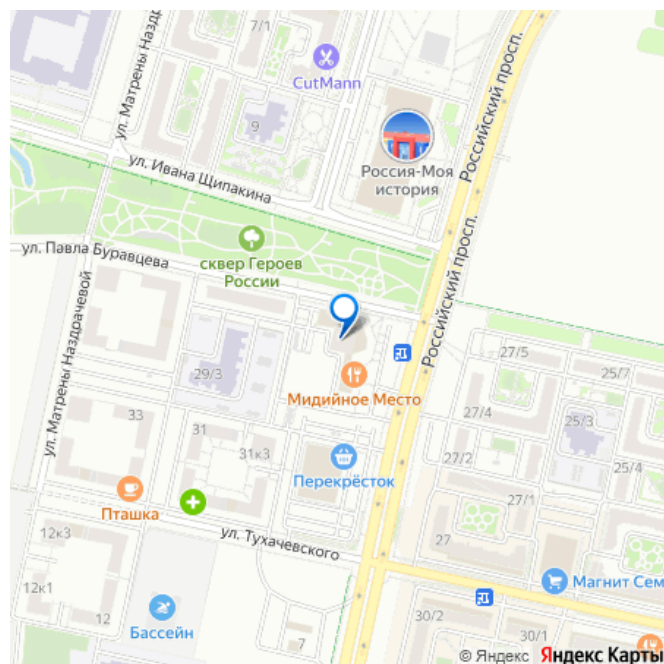 7/1
ул. Матрены Наздрачевой
CutMann
Российский просп.
9
Россия-Моя
история
ул. Ивана Щипакина
Российский просп.
ул. Павла Буравцева
сквер Героев
России
Российский просп.
ул. Матрены Наздрачевой
29/3
27/5
25/7
Мидийное Место
33
27/4
25/3
31
31к3
27/2
25/4
Перекрёсток
27/1
Пташка
ул. Тухачевского
27
12к3
Магнит Сем
12к1
12
Бассейн
7
30/2
30/1
© Яндекс Яндекс Карты